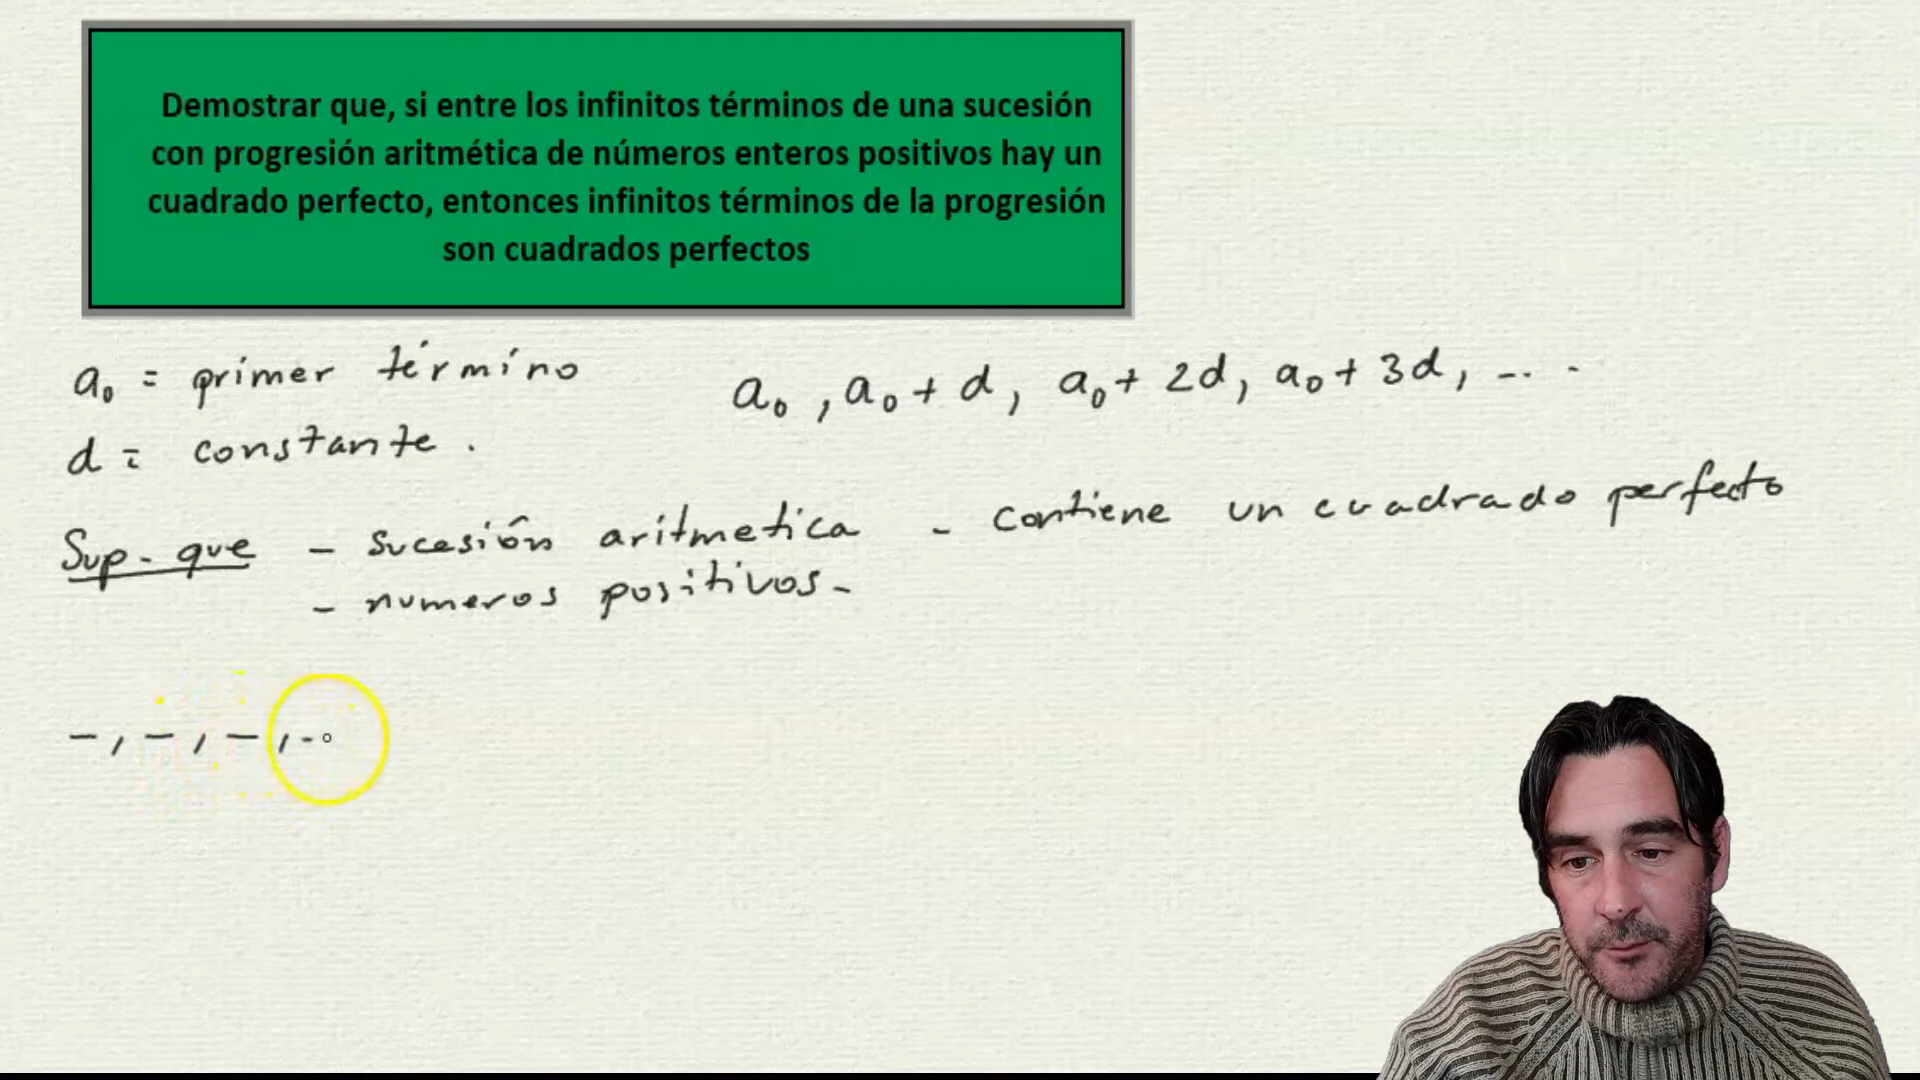 Demostrar que, si entre los infinitos términos de una sucesión
con progresión aritmética de números enteros positivos hay un
cuadrado perfecto, entonces infinitos términos de la progresión
son cuadrados perfectos
a₀ = primer término
a₀, a₀ + d, a₀ + 2d, a₀ + 3d, ....
d = constante.
Sup. que - sucesión aritmetica - contiene un cuadrado perfecto
- numeros positivos-
-, -, -, -